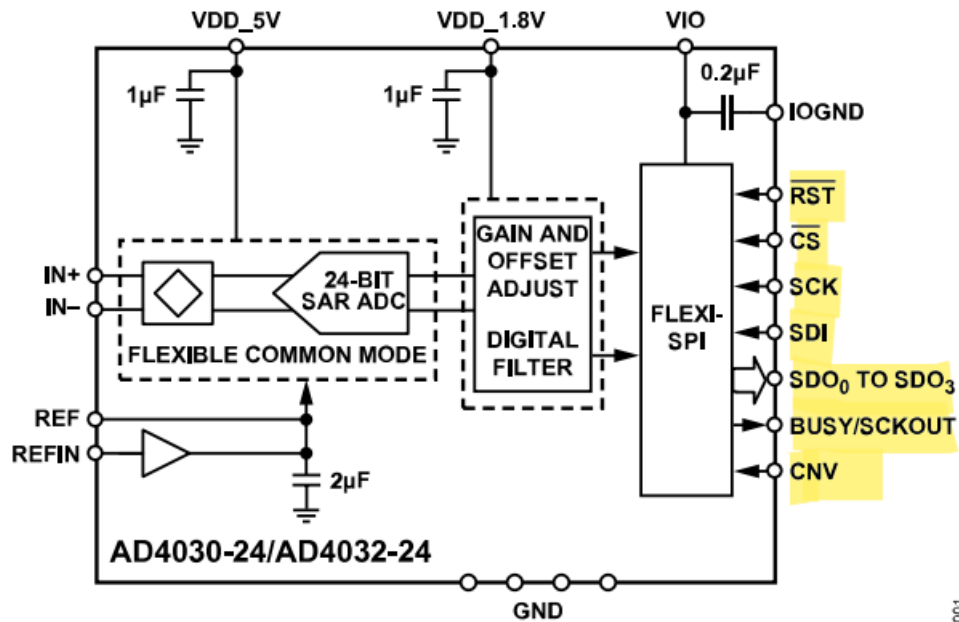 VDD_5V
VDD_1.8V
VIO
1µF
1µF
0.2µF
IOGND
RST
CS
SCK
SDI
SDO0 TO SDO3
BUSY/SCKOUT
CNV
IN+
IN–
24-BIT
SAR ADC
FLEXIBLE COMMON MODE
GAIN AND
OFFSET
ADJUST
DIGITAL
FILTER
FLEXI-
SPI
REF
REFIN
2µF
AD4030-24/AD4032-24
GND
001